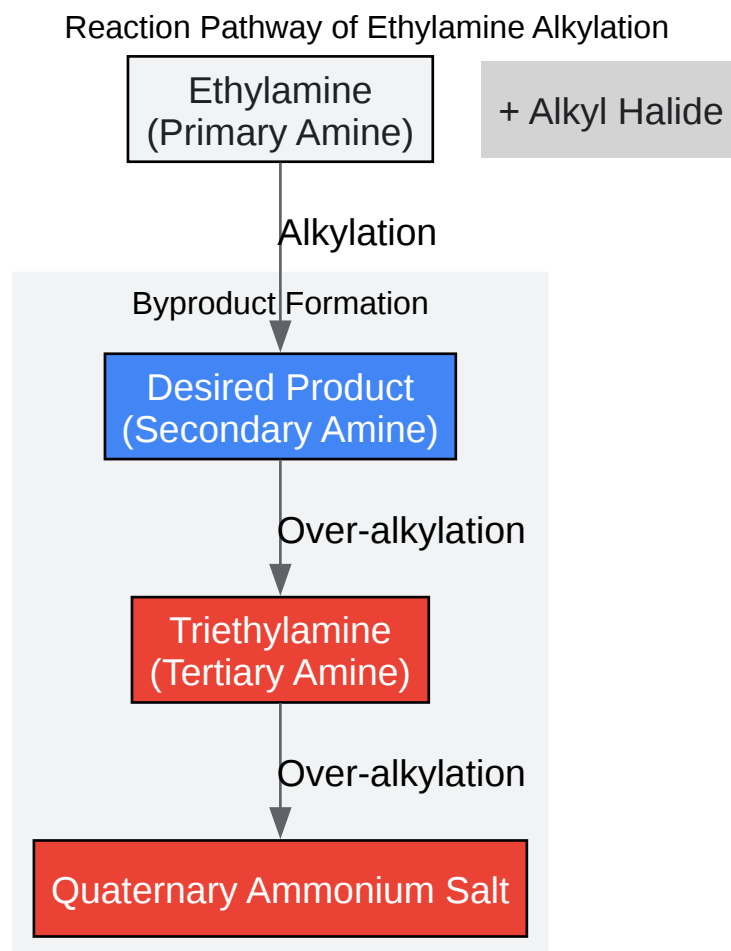 Reaction Pathway of Ethylamine Alkylation
Ethylamine
(Primary Amine)
+ Alkyl Halide
Alkylation
Byproduct Formation
Desired Product
(Secondary Amine)
Over-alkylation
Triethylamine
(Tertiary Amine)
Over-alkylation
Quaternary Ammonium Salt